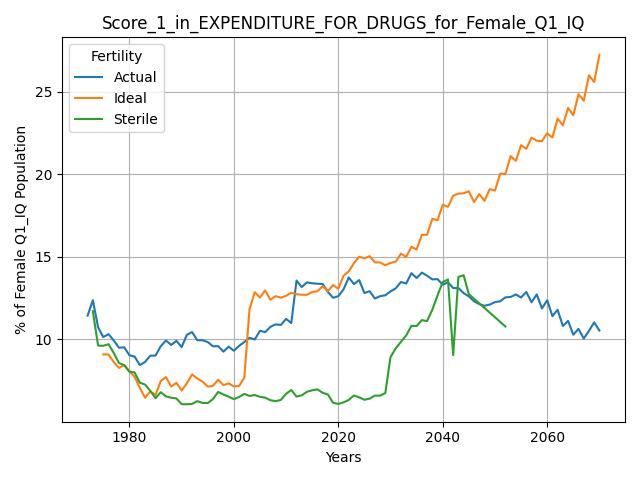 Score_1_in_EXPENDITURE_FOR_DRUGS_for_Female_Q1_IQ
Fertility
Actual
Ideal
Sterile
% of Female Q1_IQ Population
25
20
15
10
1980
2000
2020
2040
2060
Years